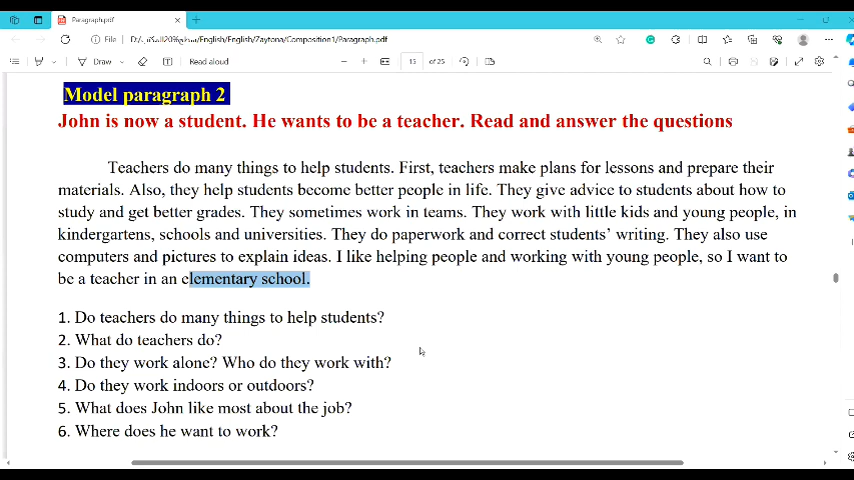 Paragraph.pdf
File
D:/ /English/English/Zaytona/Composition1/Paragraph.pdf
Draw
Read aloud
13 of 25
Model paragraph 2
John is now a student. He wants to be a teacher. Read and answer the questions
Teachers do many things to help students. First, teachers make plans for lessons and prepare their
materials. Also, they help students become better people in life. They give advice to students about how to
study and get better grades. They sometimes work in teams. They work with little kids and young people, in
kindergartens, schools and universities. They do paperwork and correct students’ writing. They also use
computers and pictures to explain ideas. I like helping people and working with young people, so I want to
be a teacher in an elementary school.
1. Do teachers do many things to help students?
2. What do teachers do?
3. Do they work alone? Who do they work with?
4. Do they work indoors or outdoors?
5. What does John like most about the job?
6. Where does he want to work?